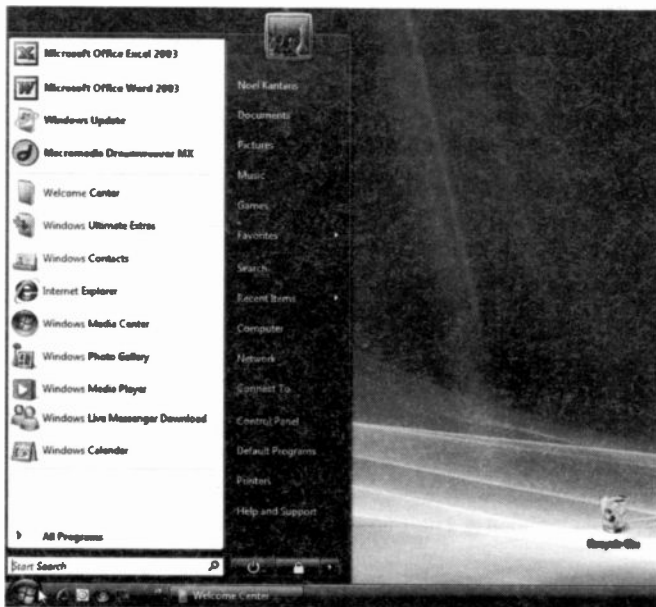 Microsoft Office Excel 2003
Microsoft Office Word 2003
Windows Update
Macromedia Dreamweaver MX
Welcome Center
Windows Ultimate Extras
Windows Contacts
Internet Explorer
Windows Media Center
Windows Photo Gallery
Windows Media Player
Windows Live Messenger Download
Windows Calendar
All Programs
Start Search
Noel Kantaris
Documents
Pictures
Music
Games
Favorites
Search
Recent Items
Computer
Network
Connect To
Control Panel
Default Programs
Printers
Help and Support
Recycle Bin
Welcome Center